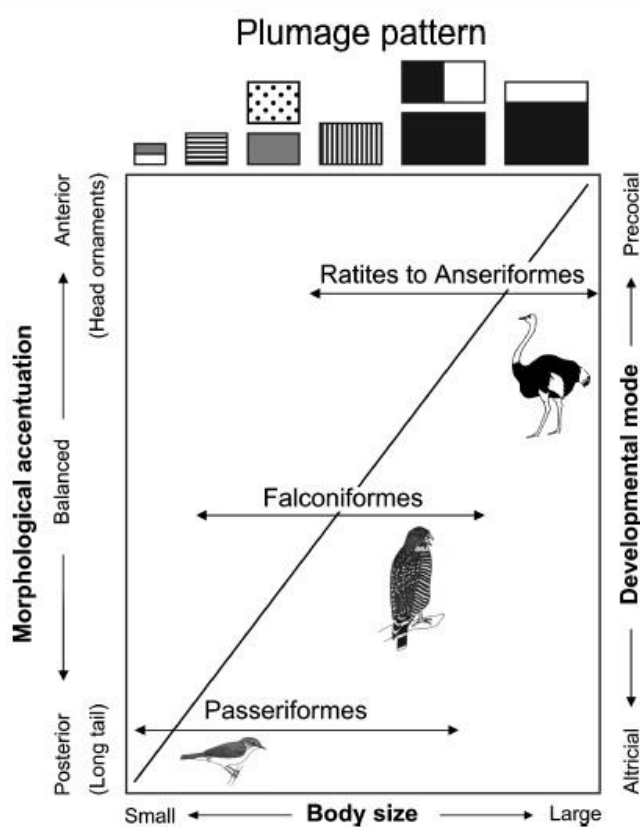 Plumage pattern
Anterior
(Head ornaments)
Precocial
Ratites to Anseriformes
Morphological accentuation
Balanced
Developmental mode
Falconiformes
Passeriformes
Posterior
(Long tail)
Altricial
Small
Body size
Large